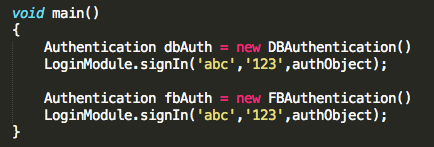 void main()
{
    Authentication dbAuth = new DBAuthentication()
    LoginModule.signIn('abc','123',authObject);
    Authentication fbAuth = new FBAuthentication()
    LoginModule.signIn('abc','123',authObject);
}